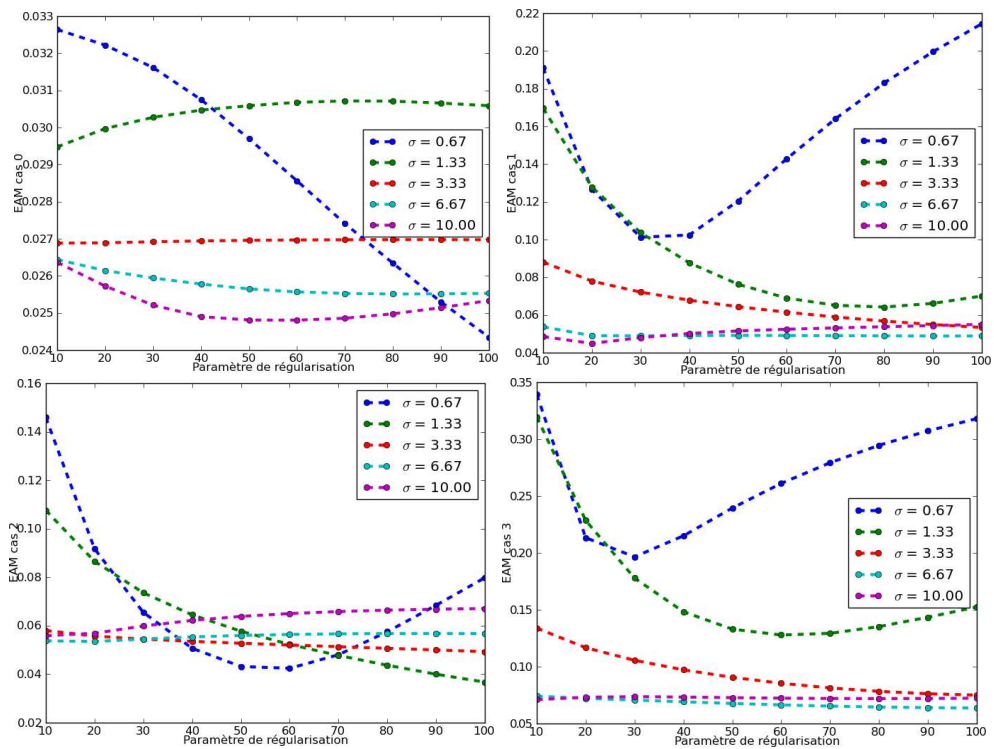 0.033
0.032
0.031
0.030
0.029
0.028
0.027
0.026
0.025
0.024
EAM cas 0
10 20 30 40 50 60 70 80 90 100
Paramètre de régularisation
σ = 0.67
σ = 1.33
σ = 3.33
σ = 6.67
σ = 10.00
0.22
0.20
0.18
0.16
0.14
0.12
0.10
0.08
0.06
0.04
EAM cas 1
10 20 30 40 50 60 70 80 90 100
Paramètre de régularisation
σ = 0.67
σ = 1.33
σ = 3.33
σ = 6.67
σ = 10.00
0.16
0.14
0.12
0.10
0.08
0.06
0.04
0.02
EAM cas 2
10 20 30 40 50 60 70 80 90 100
Paramètre de régularisation
σ = 0.67
σ = 1.33
σ = 3.33
σ = 6.67
σ = 10.00
0.35
0.30
0.25
0.20
0.15
0.10
0.05
EAM cas 3
10 20 30 40 50 60 70 80 90 100
Paramètre de régularisation
σ = 0.67
σ = 1.33
σ = 3.33
σ = 6.67
σ = 10.00